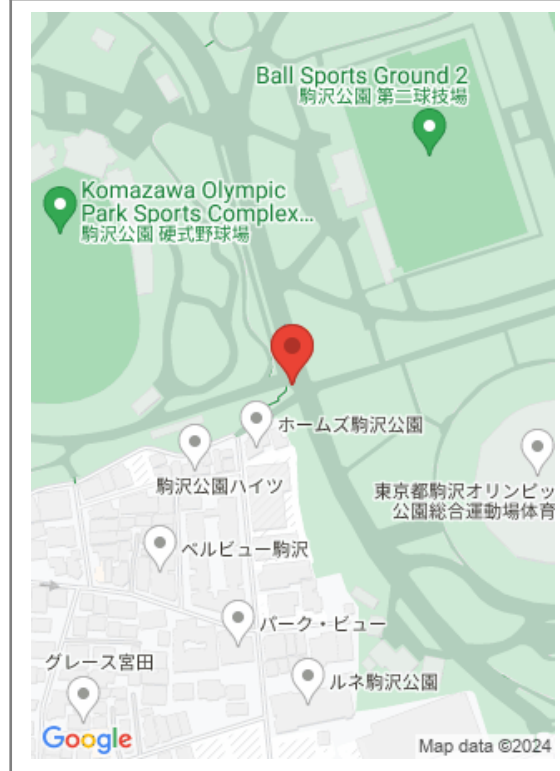 Ball Sports Ground 2
駒沢公園 第二球技場
Komazawa Olympic
Park Sports Complex...
駒沢公園 硬式野球場
ホームズ駒沢公園
駒沢公園ハイツ
東京都駒沢オリンピッ
公園総合運動場体育
ベルビュー駒沢
パーク・ビュー
グレース宮田
ルネ駒沢公園
Google
Map data ©2024